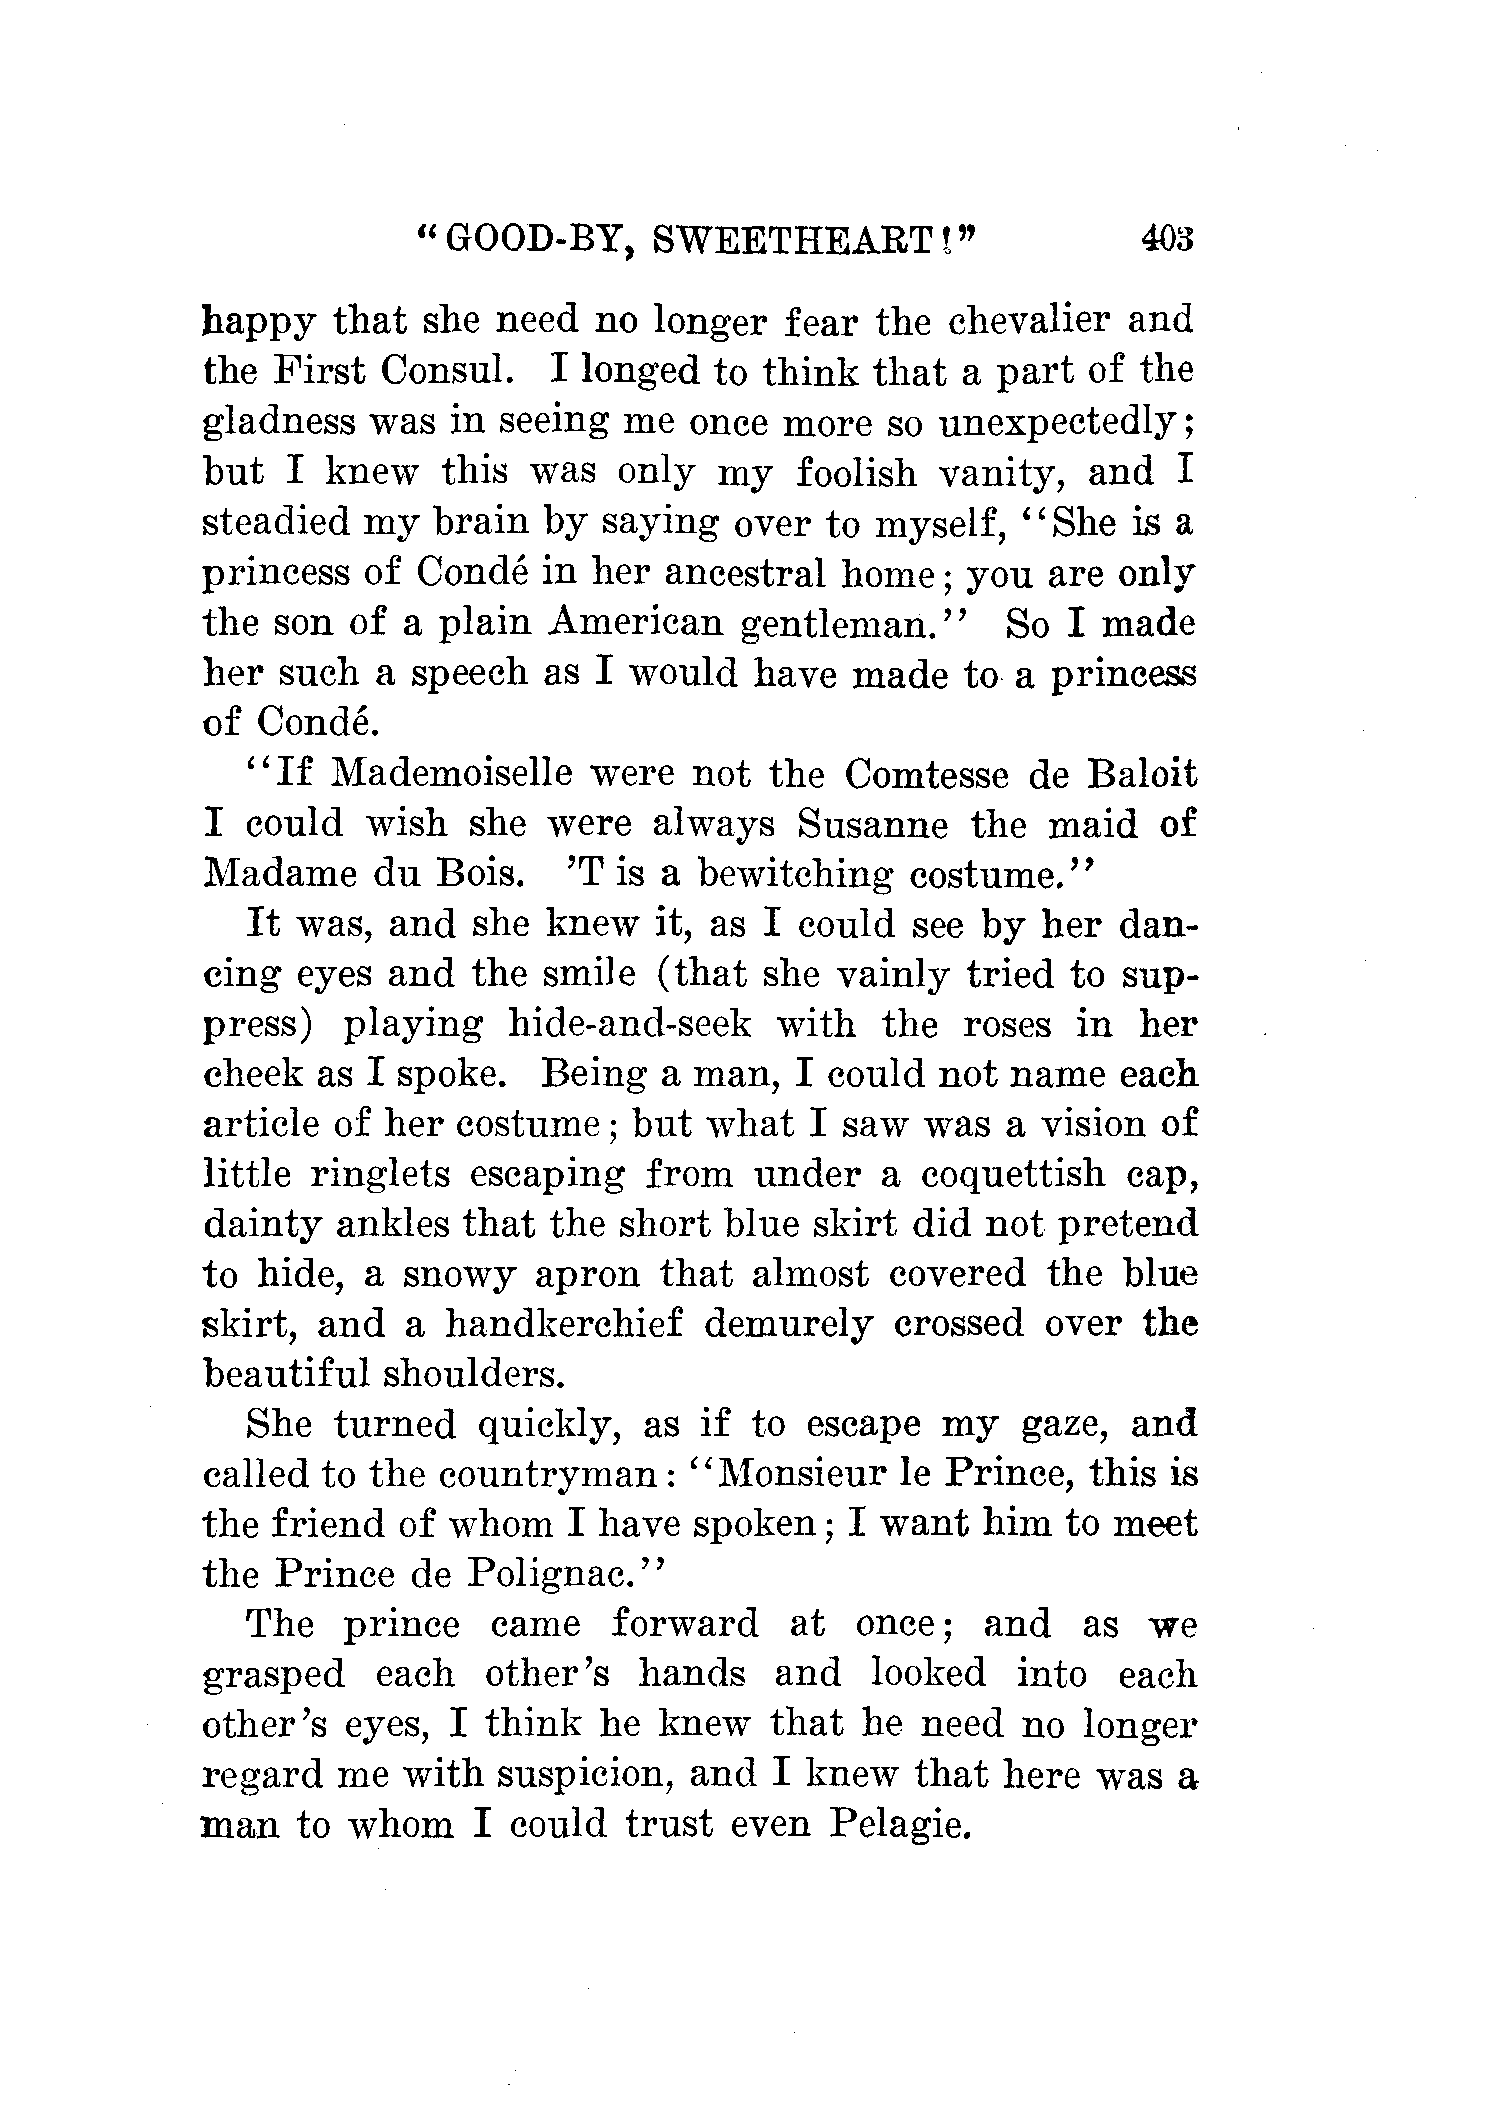 "GOOD-BY, SWEETHEART!" 403
happy that she need no longer fear the chevalier and
the First Consul. I longed to think that a part of the
gladness was in seeing me once more so unexpectedly;
but I knew this was only my foolish vanity, and I
steadied my brain by saying over to myself, "She is a
princess of Condé in her ancestral home; you are only
the son of a plain American gentleman." So I made
her such a speech as I would have made to a princess
of Condé.
"If Mademoiselle were not the Comtesse de Baloit
I could wish she were always Susanne the maid of
Madame du Bois. 'T is a bewitching costume."
It was, and she knew it, as I could see by her dan-
cing eyes and the smile (that she vainly tried to sup-
press) playing hide-and-seek with the roses in her
cheek as I spoke. Being a man, I could not name each
article of her costume; but what I saw was a vision of
little ringlets escaping from under a coquettish cap,
dainty ankles that the short blue skirt did not pretend
to hide, a snowy apron that almost covered the blue
skirt, and a handkerchief demurely crossed over the
beautiful shoulders.
She turned quickly, as if to escape my gaze, and
called to the countryman: "Monsieur le Prince, this is
the friend of whom I have spoken; I want him to meet
the Prince de Polignac."
The prince came forward at once; and as we
grasped each other's hands and looked into each
other's eyes, I think he knew that he need no longer
regard me with suspicion, and I knew that here was a
man to whom I could trust even Pelagie.